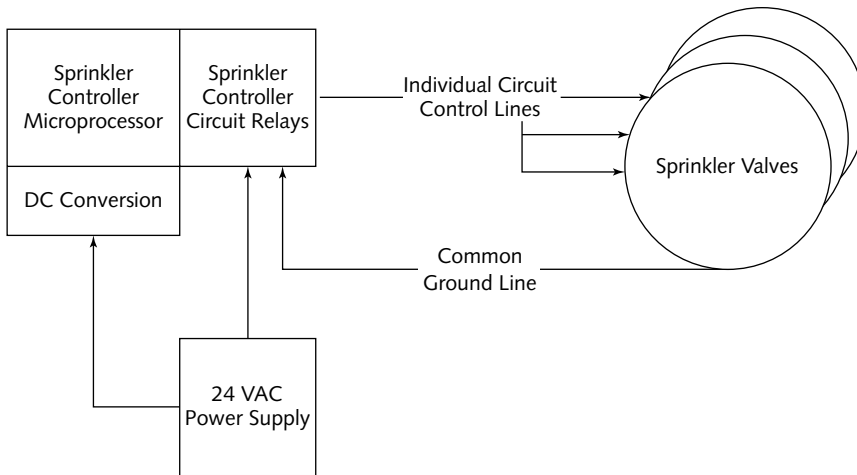 Sprinkler
Controller
Microprocessor
Sprinkler
Controller
Circuit Relays
Individual Circuit
Control Lines
Sprinkler Valves
DC Conversion
Common
Ground Line
24 VAC
Power Supply